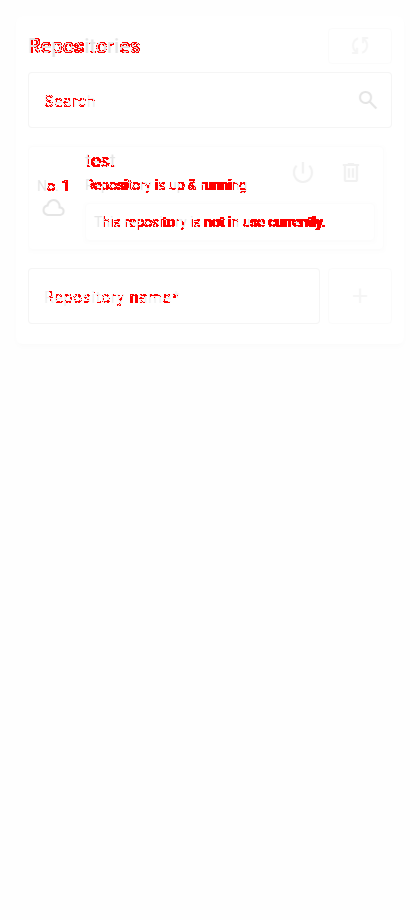 Repositories
Search
test
No. 1
Repository is up & running
This repository is not in use currently.
Repository name*